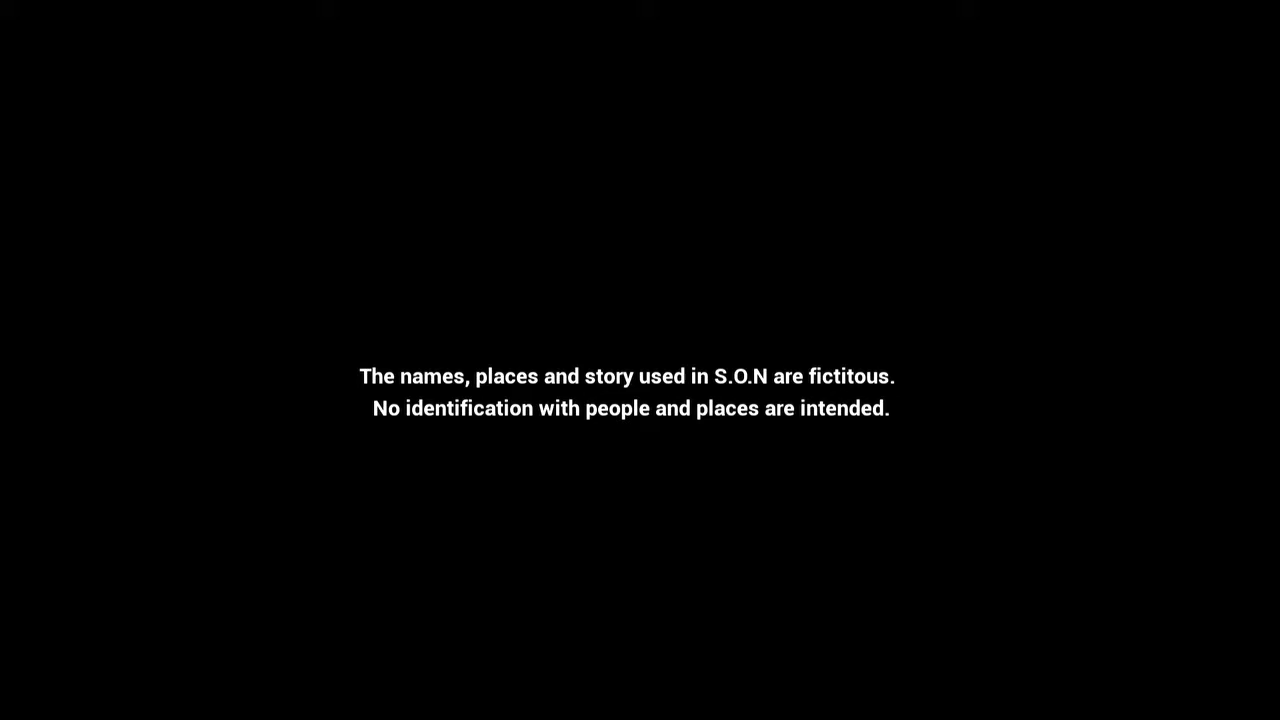 The names, places and story used in S.O.N are fictitous.
No identification with people and places are intended.